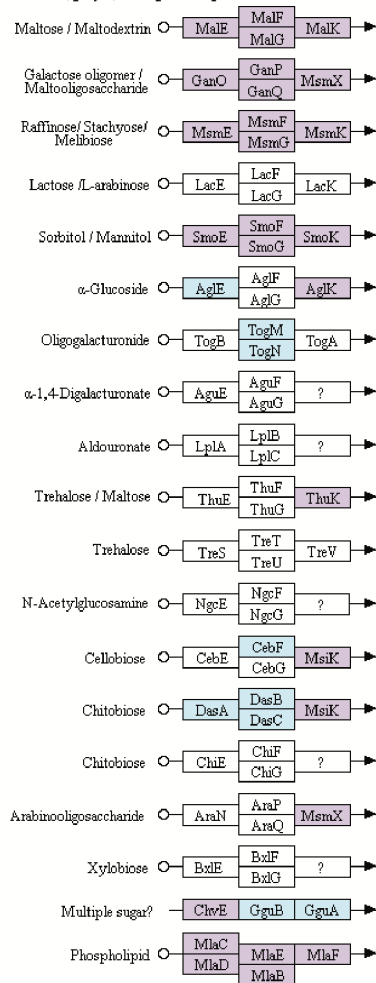 Maltose / Maltodextrin MalE MalF MalG MalK
Galactose oligomer / Maltooligosaccharide GanO GanP GanQ MsmX
Raffinose/ Stachyose/ Melibiose MsmE MsmF MsmG MsmK
Lactose /L-arabinose LacE LacF LacG LacK
Sorbitol / Mannitol SmoE SmoF SmoG SmoK
α-Glucoside AglE AglF AglG AglK
Oligogalacturonide TogB TogM TogN TogA
α-1,4-Digalacturonate AguE AguF AguG ?
Aldouronate LplA LplB LplC ?
Trehalose / Maltose ThuE ThuF ThuG ThuK
Trehalose TreS TreT TreU TreV
N-Acetylglucosamine NgcE NgcF NgcG ?
Cellobiose CebE CebF CebG MsiK
Chitobiose DasA DasB DasC MsiK
Chitobiose ChiE ChiF ChiG ?
Arabinooligosaccharide AraN AraP AraQ MsmX
Xylobiose BxlE BxlF BxlG ?
Multiple sugar? ChvE GguB GguA
Phospholipid MlaC MlaD MlaE MlaB MlaF